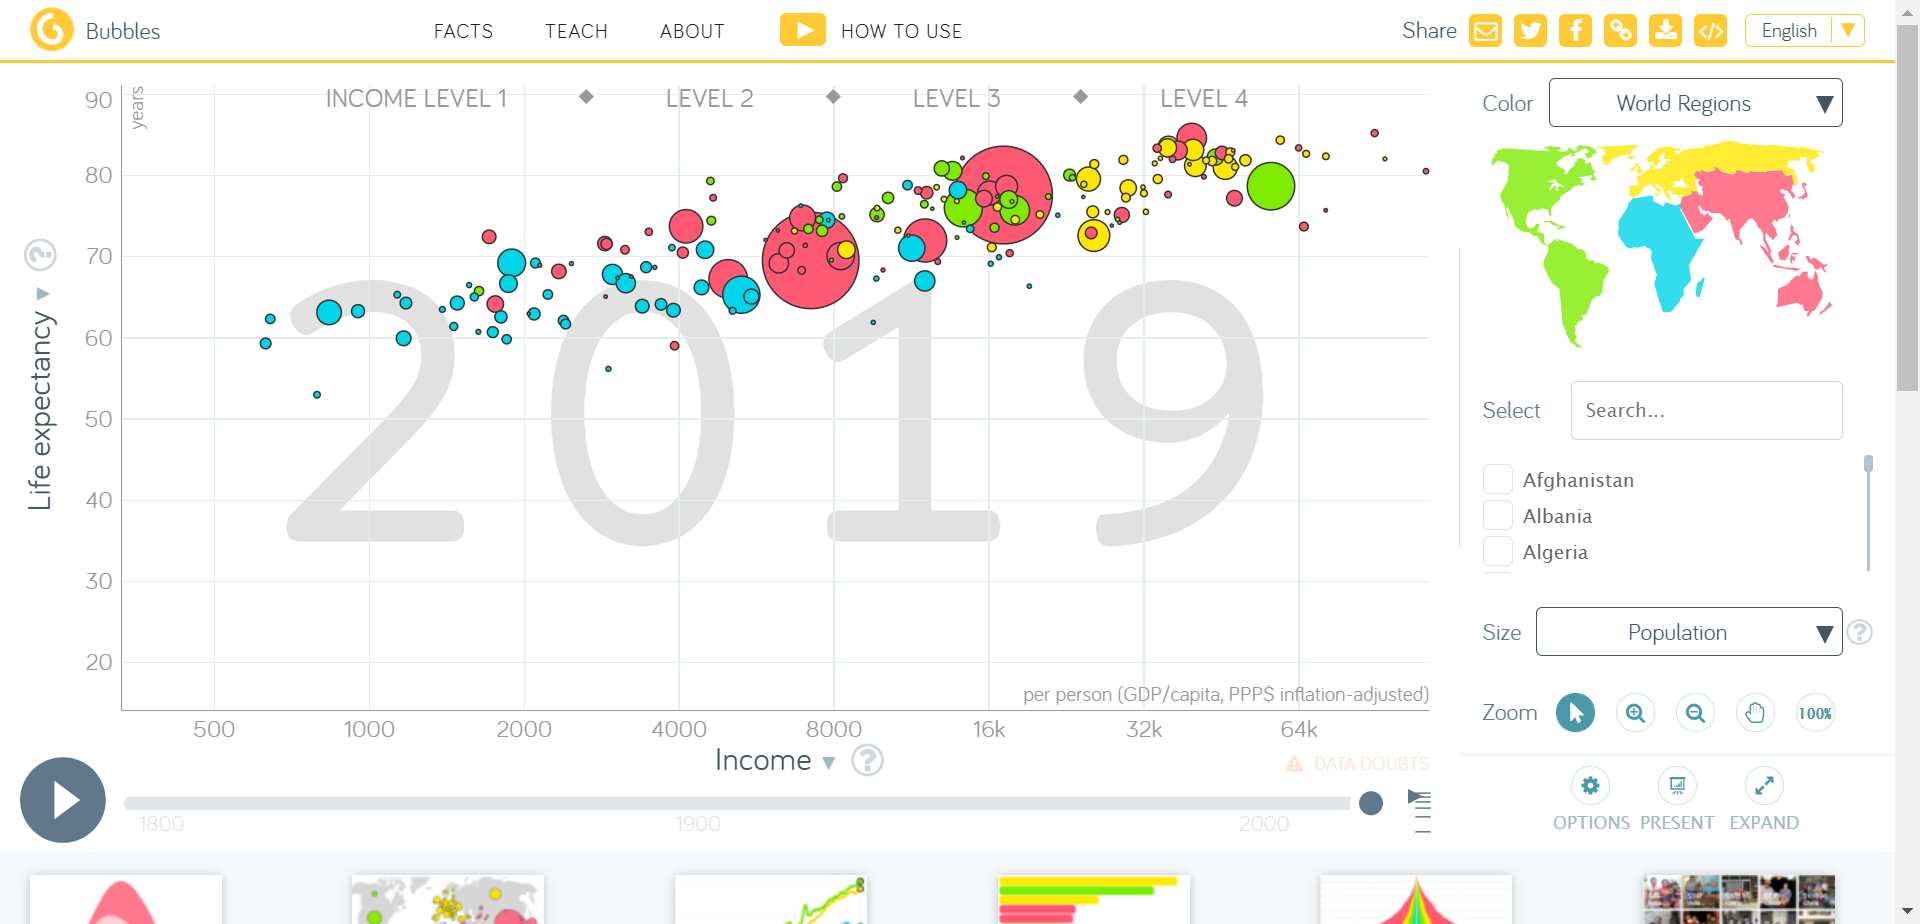 Bubbles
FACTS
TEACH
ABOUT
HOW TO USE
Share
English
90
80
70
60
50
40
30
20
years
Life expectancy
?
INCOME LEVEL 1
LEVEL 2
LEVEL 3
LEVEL 4
2019
per person (GDP/capita, PPP$ inflation-adjusted)
500
1000
2000
4000
8000
16k
32k
64k
Income
?
DATA DOUBTS
1800
1900
2000
Color
World Regions
Select
Search...
Afghanistan
Albania
Algeria
Size
Population
?
Zoom
100%
OPTIONS
PRESENT
EXPAND